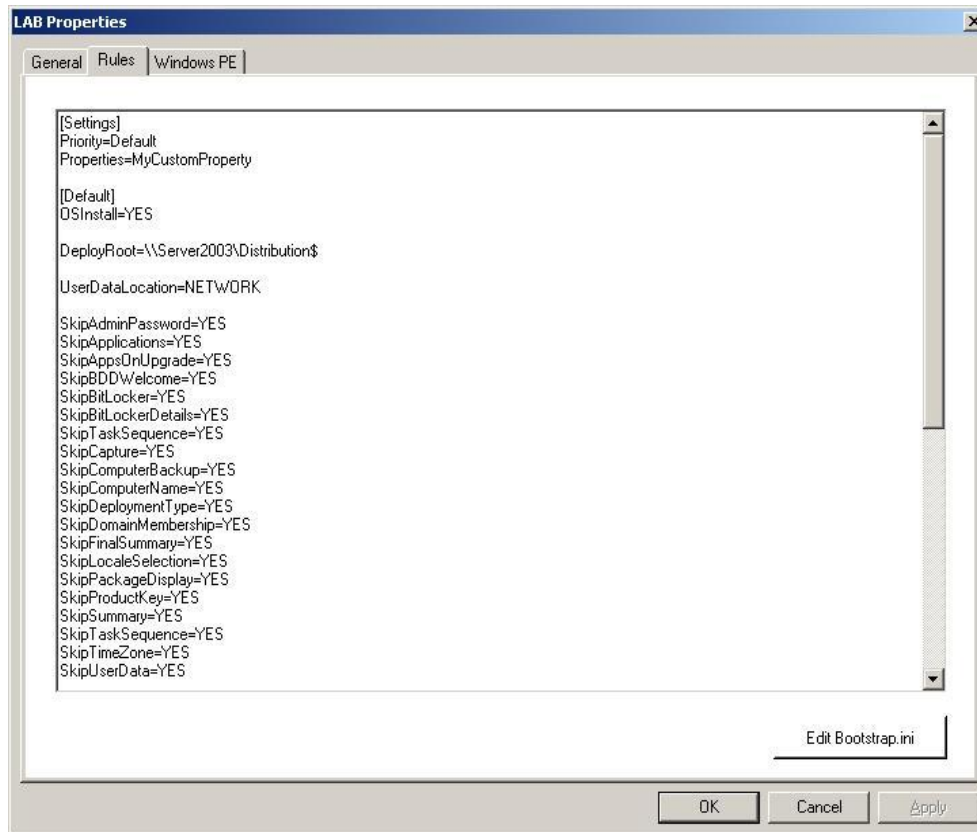 LAB Properties
General Rules Windows PE
[Settings]
Priority=Default
Properties=MyCustomProperty
[Default]
OSInstall=YES
DeployRoot=\\Server2003\Distribution$
UserDataLocation=NETWORK
SkipAdminPassword=YES
SkipApplications=YES
SkipAppsOnUpgrade=YES
SkipBDDWelcome=YES
SkipBitLocker=YES
SkipBitLockerDetails=YES
SkipTaskSequence=YES
SkipCapture=YES
SkipComputerBackup=YES
SkipComputerName=YES
SkipDeploymentType=YES
SkipDomainMembership=YES
SkipFinalSummary=YES
SkipLocaleSelection=YES
SkipPackageDisplay=YES
SkipProductKey=YES
SkipSummary=YES
SkipTaskSequence=YES
SkipTimeZone=YES
SkipUserData=YES
Edit Bootstrap.ini
OK Cancel Apply